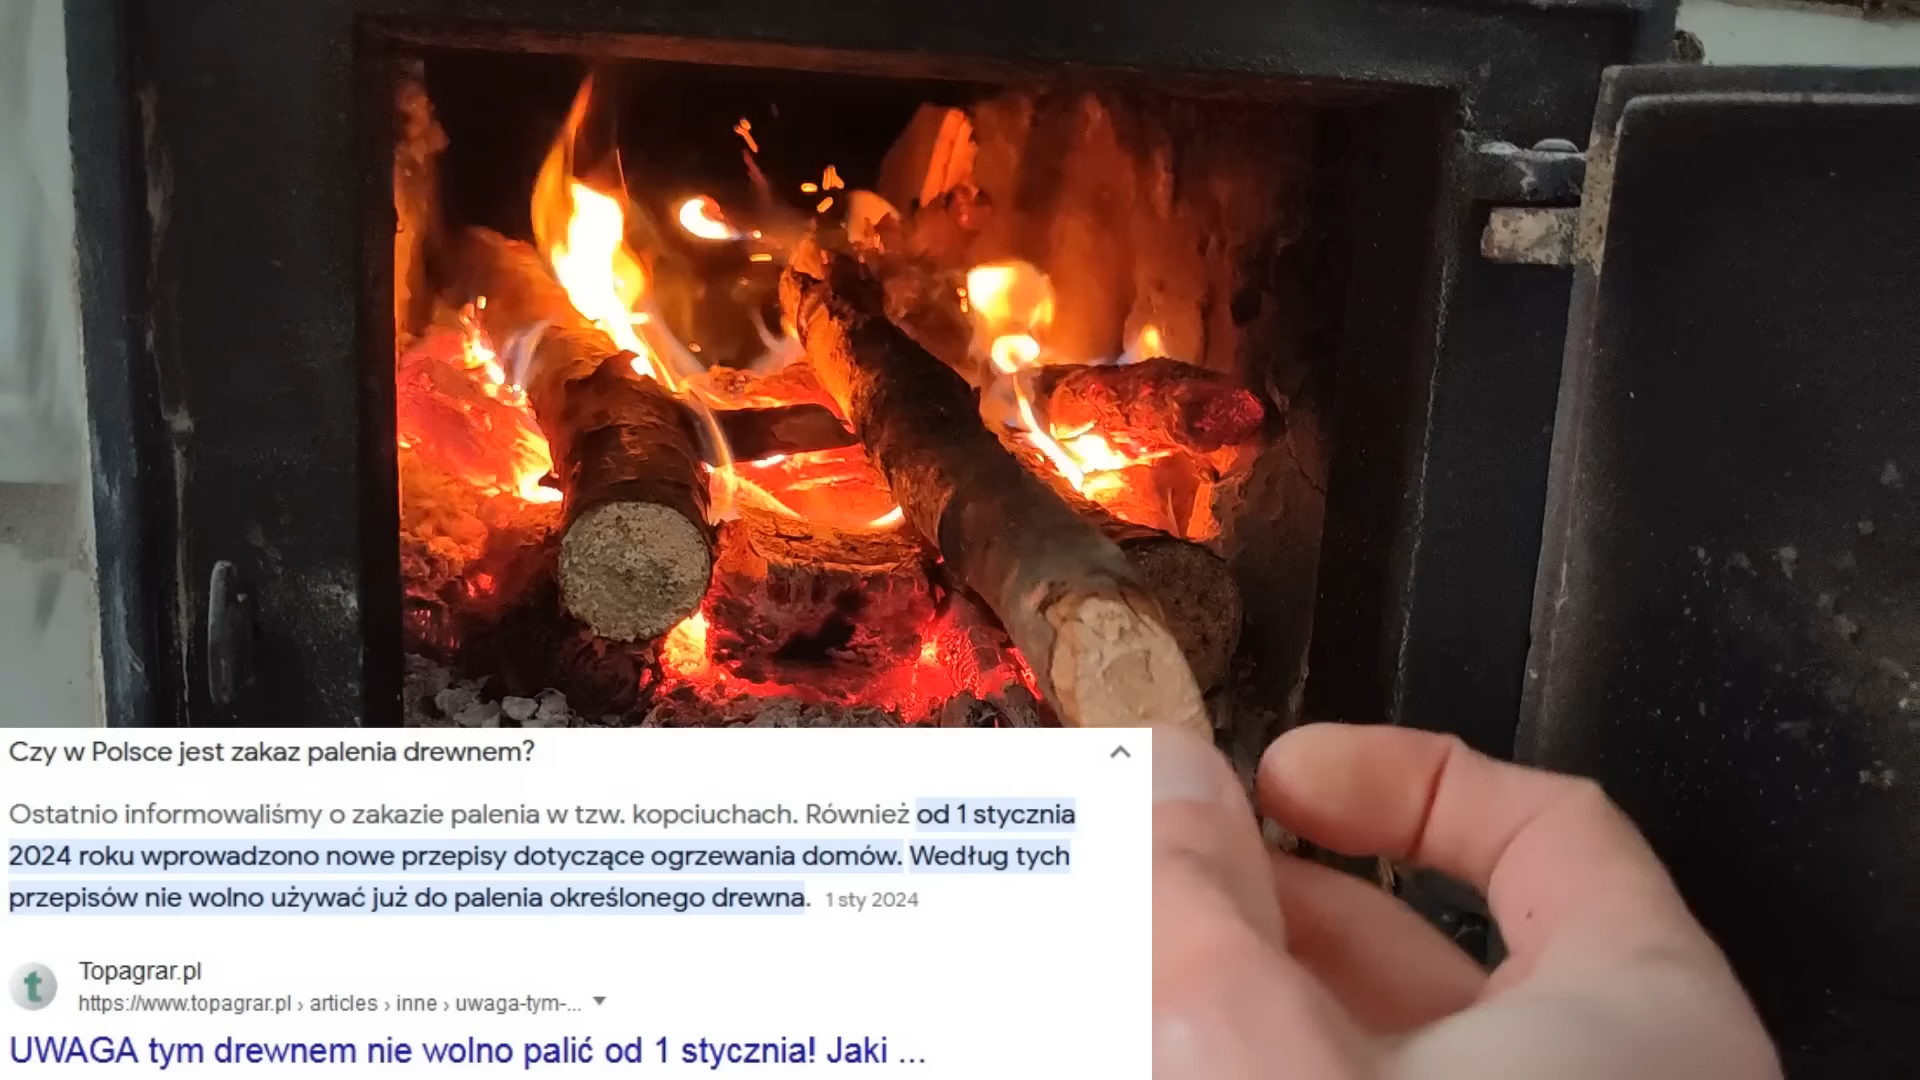 Czy w Polsce jest zakaz palenia drewnem?
Ostatnio informowaliśmy o zakazie palenia w tzw. kopciuchach. Również od 1 stycznia
2024 roku wprowadzono nowe przepisy dotyczące ogrzewania domów. Według tych
przepisów nie wolno używać już do palenia określonego drewna. 1 sty 2024
t
Topagrar.pl
https://www.topagrar.pl › articles › inne › uwaga-tym-...
UWAGA tym drewnem nie wolno palić od 1 stycznia! Jaki ...